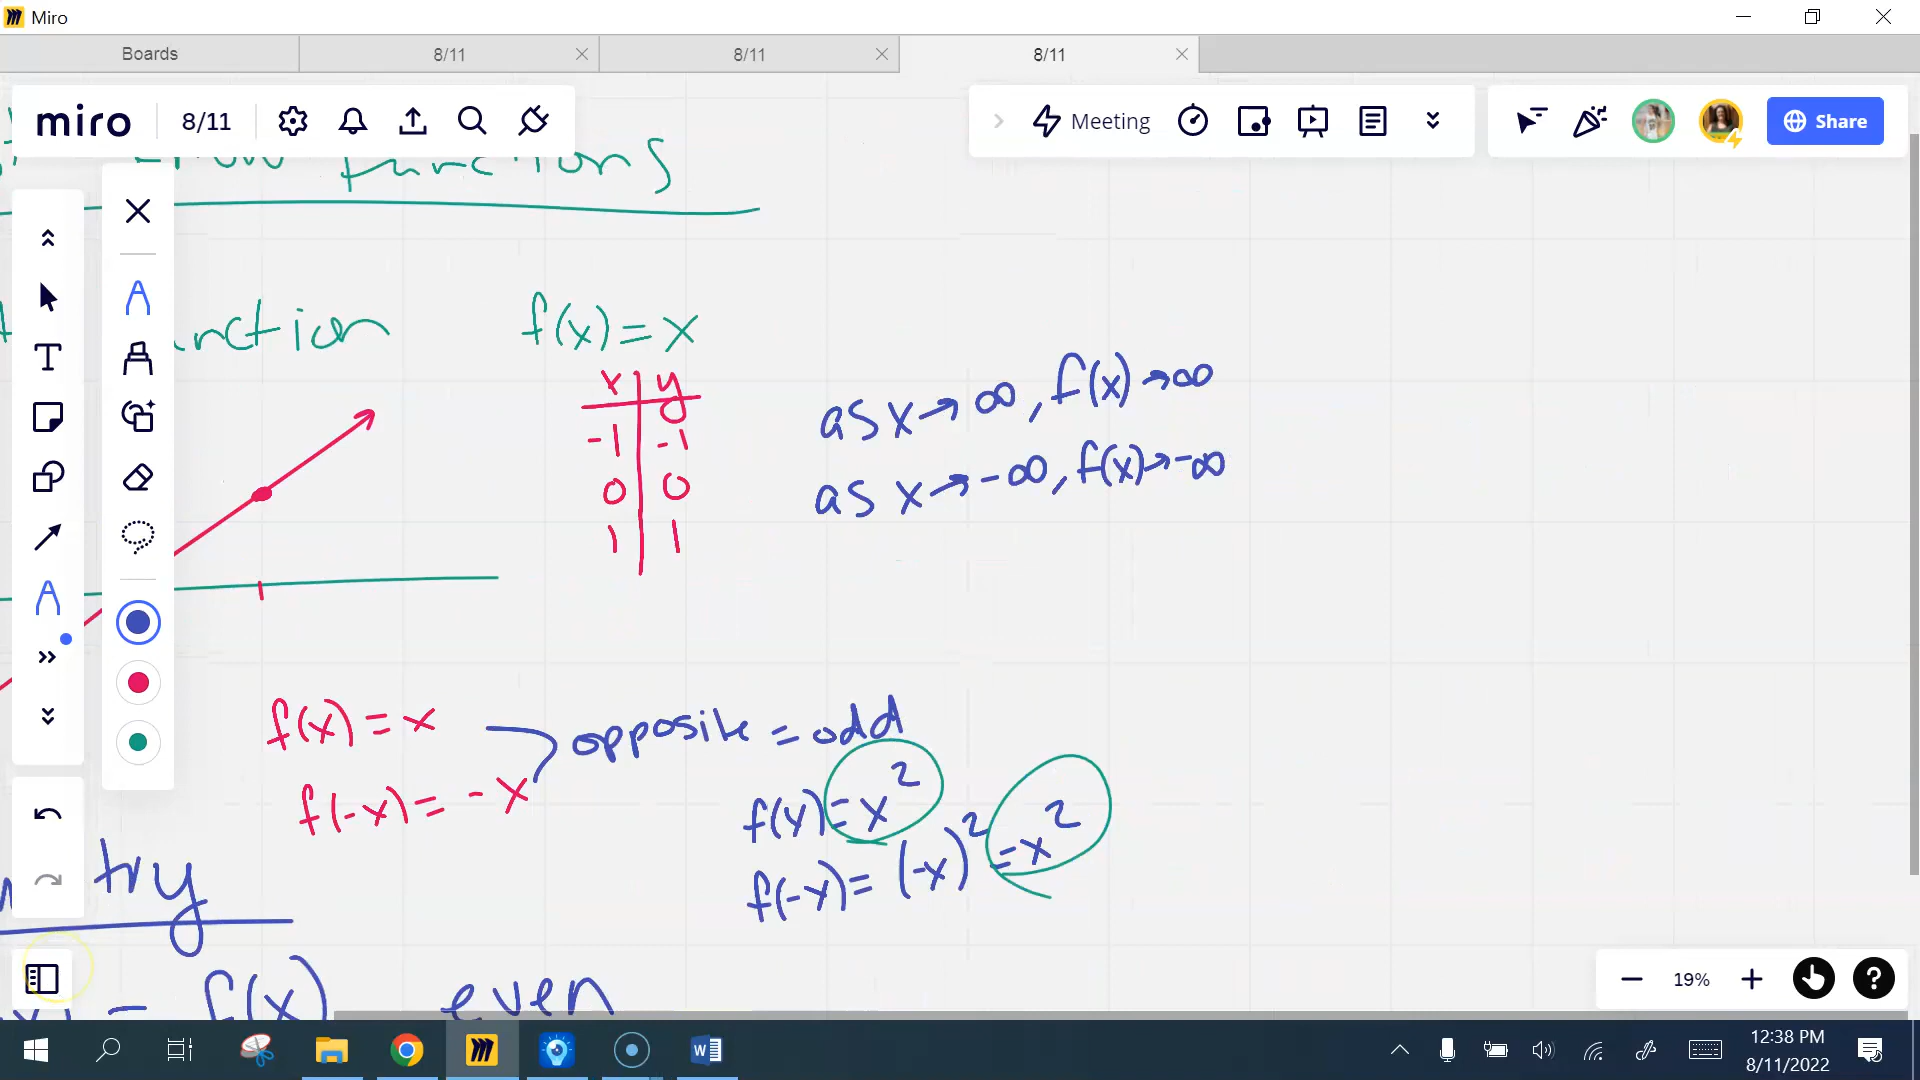 Miro
Boards
8/11
8/11
8/11
miro
8/11
Meeting
Share
functions
nction
f(x) = x
x y
-1 -1
0 0
1 1
as x → ∞, f(x) → ∞
as x → -∞, f(x) → -∞
f(x) = x
f(-x) = -x
opposite = odd
f(x) = x²
f(-x) = (-x)² = x²
try
= f(x) even
19%
12:38 PM
8/11/2022